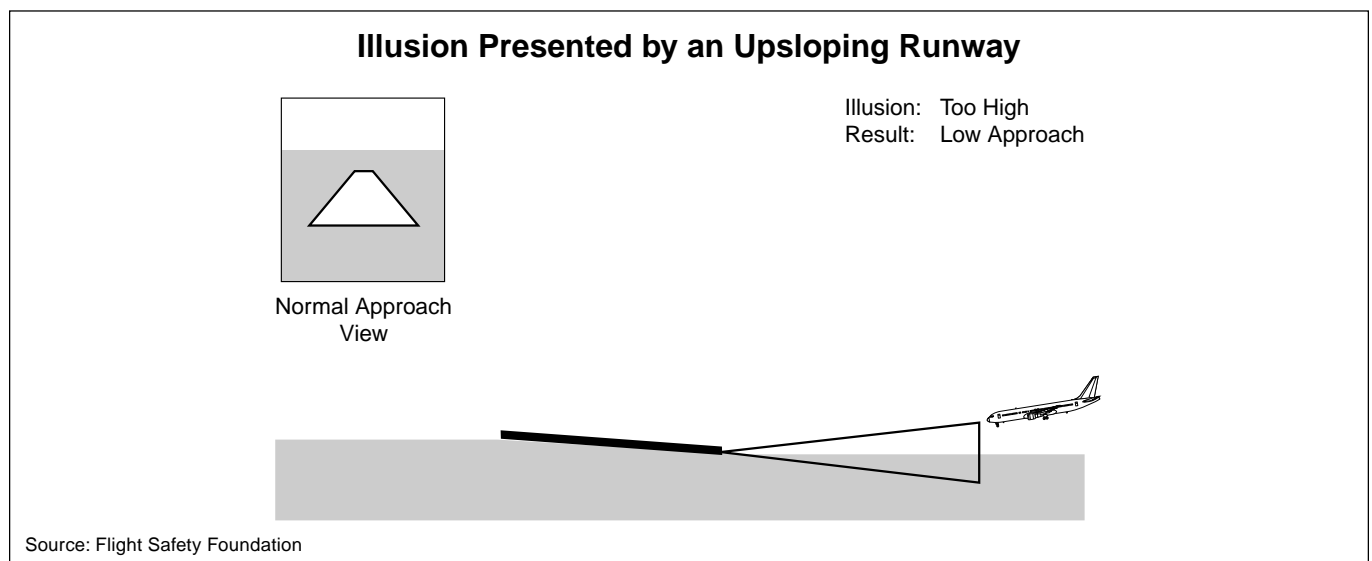 Illusion Presented by an Upsloping Runway
Illusion: Too High
Result: Low Approach
Normal Approach
View
Source: Flight Safety Foundation